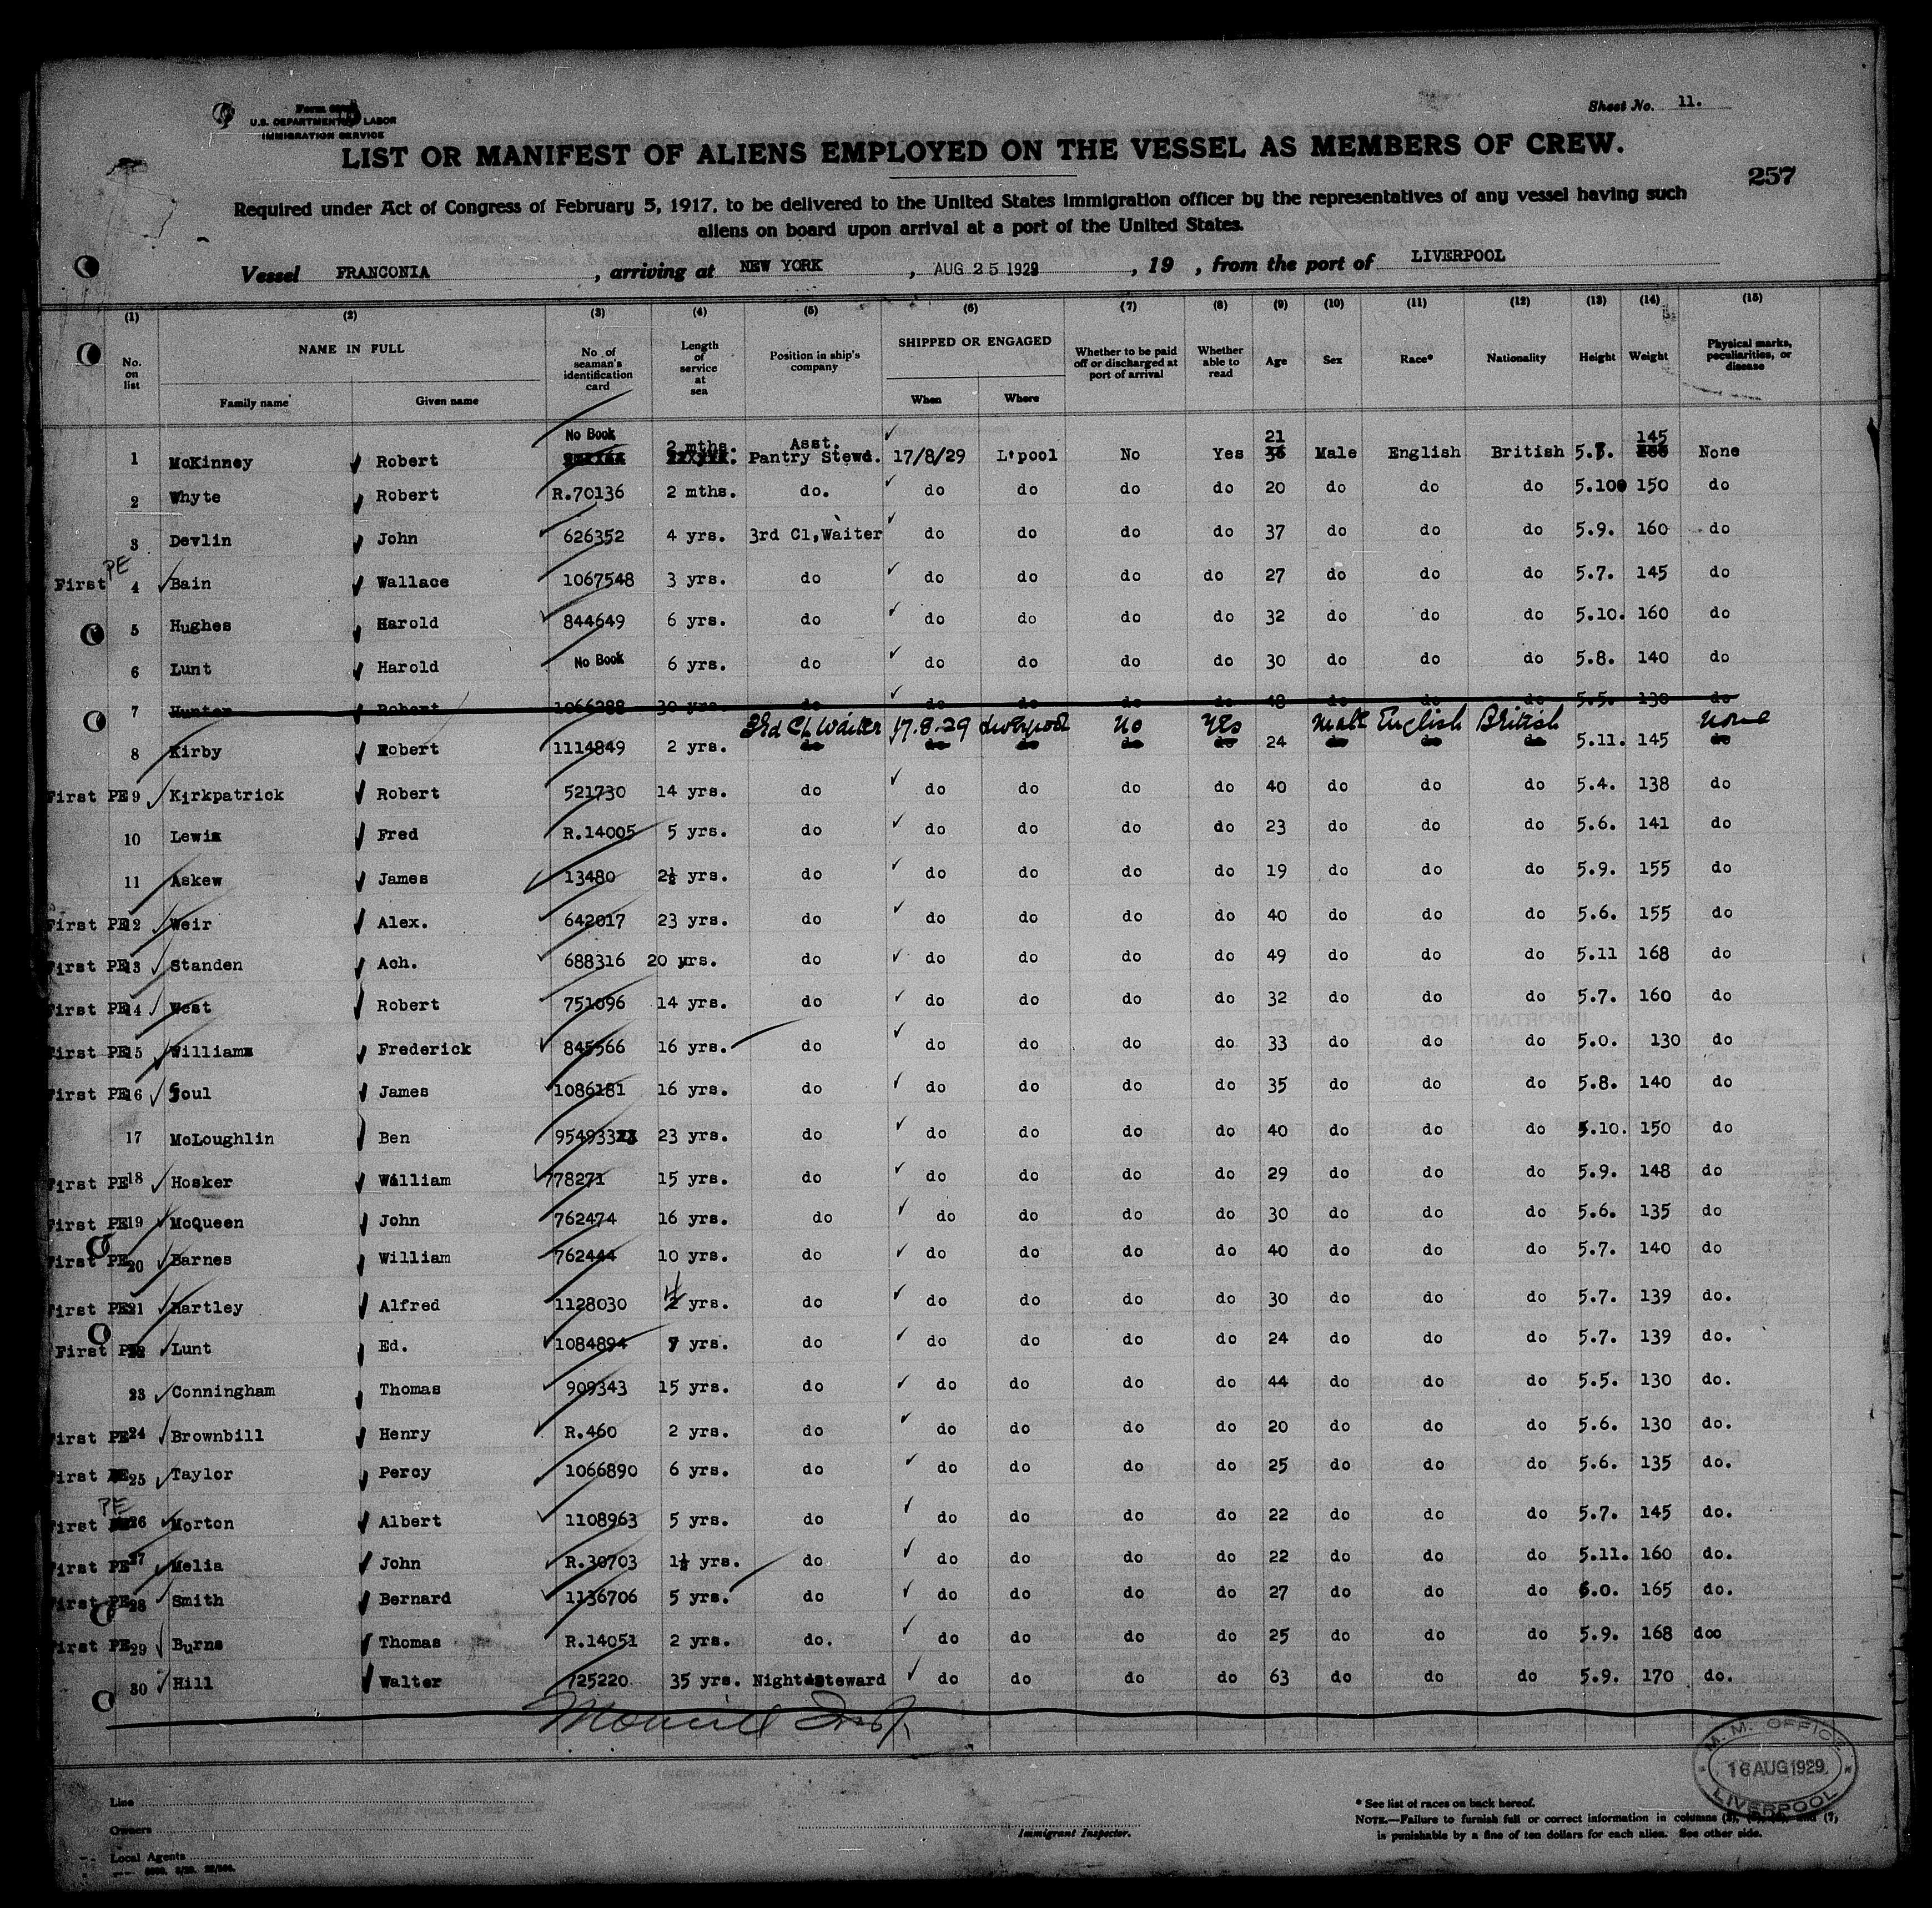 Sheet No. 11.
Form
U.S. DEPARTMENT OF LABOR
IMMIGRATION SERVICE
LIST OR MANIFEST OF ALIENS EMPLOYED ON THE VESSEL AS MEMBERS OF CREW.
257
Required under Act of Congress of February 5, 1917, to be delivered to the United States immigration officer by the representatives of any vessel having such
aliens on board upon arrival at a port of the United States.
Vessel FRANCONIA, arriving at NEW YORK, AUG 25 1929, 19 , from the port of LIVERPOOL
(1) (2) (3) (4) (5) (6) (7) (8) (9) (10) (11) (12) (13) (14) (15)
No. on list NAME IN FULL Family name Given name No. of seaman's identification card Length of service at sea Position in ship's company SHIPPED OR ENGAGED When Where Whether to be paid off or discharged at port of arrival Whether able to read Age Sex Race* Nationality Height Weight Physical marks, peculiarities, or disease
1 McKinney Robert No Book 2 mths. Asst. Pantry Stewd. 17/8/29 L'pool No Yes 21 Male English British 5.7. 145 None
2 Whyte Robert R.70136 2 mths. do. do do do do 20 do do do 5.10 150 do
3 Devlin John 626352 4 yrs. 3rd Cl,Waiter do do do do 37 do do do 5.9. 160 do
First PE 4 Bain Wallace 1067548 3 yrs. do do do do do 27 do do do 5.7. 145 do
5 Hughes Harold 844649 6 yrs. do do do do do 32 do do do 5.10. 160 do
6 Lunt Harold No Book 6 yrs. do do do do do 30 do do do 5.8. 140 do
7 Hunter Robert 1066288 30 yrs. do do do do do 48 do do do 5.5. 130 do
8 Kirby Robert 1114849 2 yrs. 3rd Cl. Waiter 17.8.29 Liverpool No Yes 24 Male English British 5.11. 145 None
First PE 9 Kirkpatrick Robert 521730 14 yrs. do do do do do 40 do do do 5.4. 138 do
10 Lewis Fred R.14005 5 yrs. do do do do do 23 do do do 5.6. 141 do
11 Askew James 13480 2½ yrs. do do do do do 19 do do do 5.9. 155 do
First PE 12 Weir Alex. 642017 23 yrs. do do do do do 40 do do do 5.6. 155 do
First PE 13 Standen Ach. 688316 20 yrs. do do do do do 49 do do do 5.11 168 do
First PE 14 West Robert 751096 14 yrs. do do do do do 32 do do do 5.7. 160 do
First PE 15 Williams Frederick 845566 16 yrs. do do do do do 33 do do do 5.0. 130 do
First PE 16 Foul James 1086181 16 yrs. do do do do do 35 do do do 5.8. 140 do
17 McLoughlin Ben 954933 23 yrs. do do do do do 40 do do do 5.10. 150 do
First PE 18 Hosker William 778271 15 yrs. do do do do do 29 do do do 5.9. 148 do
First PE 19 McQueen John 762474 16 yrs. do do do do do 30 do do do 5.6. 135 do
First PE 20 Barnes William 762444 10 yrs. do do do do do 40 do do do 5.7. 140 do
First PE 21 Hartley Alfred 1128030 4 yrs. do do do do do 30 do do do 5.7. 139 do.
First PE 22 Lunt Ed. 1084894 7 yrs. do do do do do 24 do do do 5.7. 139 do.
23 Conningham Thomas 909343 15 yrs. do do do do do 44 do do do 5.5. 130 do.
First PE 24 Brownbill Henry R.460 2 yrs. do do do do do 20 do do do 5.6. 130 do.
First PE 25 Taylor Percy 1066890 6 yrs. do do do do do 25 do do do 5.6. 135 do.
First PE 26 Morton Albert 1108963 5 yrs. do do do do do 22 do do do 5.7. 145 do.
First PE 27 Melia John R.30703 1½ yrs. do do do do do 22 do do do 5.11. 160 do.
First PE 28 Smith Bernard 1136706 5 yrs. do do do do do 27 do do do 6.0. 165 do.
First PE 29 Burns Thomas R.14051 2 yrs. do. do do do do 25 do do do 5.9. 168 doo
30 Hill Walter 725220 35 yrs. Night Steward do do do do 63 do do do 5.9. 170 do.
M. M. OFFICE
16 AUG 1929
LIVERPOOL
Line
Owners
Local Agents
Immigrant Inspector.
* See list of races on back hereof.
NOTE.—Failure to furnish full or correct information in columns and (7)
is punishable by a fine of ten dollars for each alien. See other side.